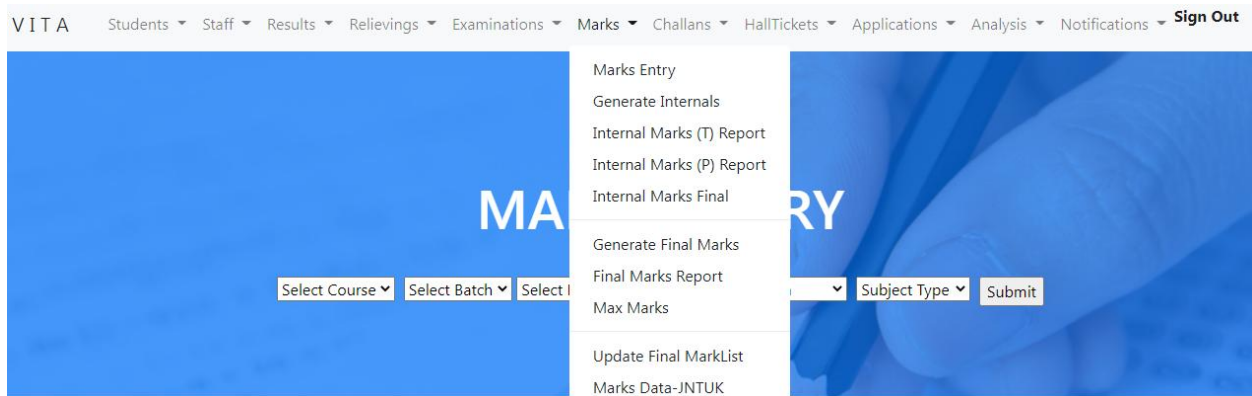 VITA Students Staff Results Relievings Examinations Marks Challans HallTickets Applications Analysis Notifications Sign Out
Marks Entry
Generate Internals
Internal Marks (T) Report
Internal Marks (P) Report
Internal Marks Final
MA RY
Generate Final Marks
Final Marks Report
Select Course Select Batch Select Subject Type Submit
Max Marks
Update Final MarkList
Marks Data-JNTUK